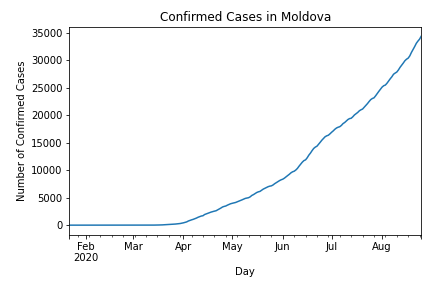 Confirmed Cases in Moldova
Number of Confirmed Cases
35000
30000
25000
20000
15000
10000
5000
0
Feb Mar Apr May Jun Jul Aug
2020
Day